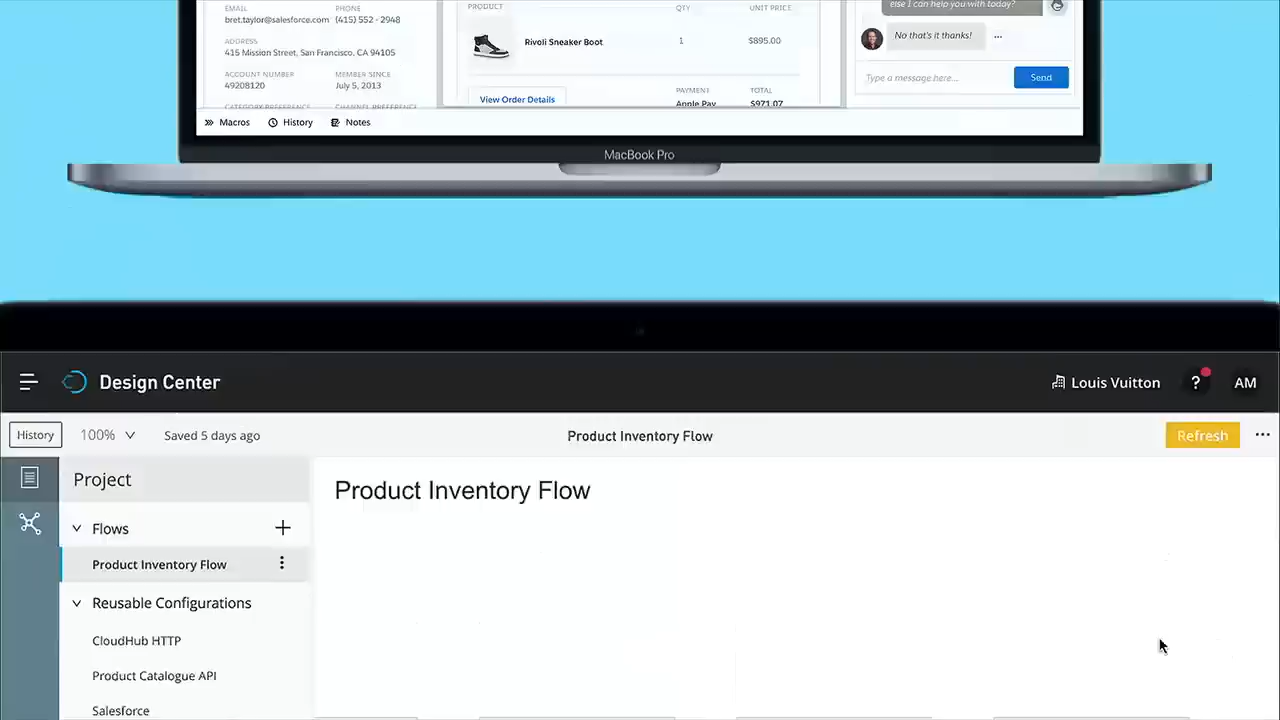 EMAIL
PHONE
bret.taylor@salesforce.com
(415) 552 - 2948
ADDRESS
415 Mission Street, San Francisco, CA 94105
ACCOUNT NUMBER
MEMBER SINCE
49208120
July 5, 2013
CATEGORY PREFERENCE
CHANNEL PREFERENCE
PRODUCT
QTY
UNIT PRICE
Rivoli Sneaker Boot
1
$895.00
View Order Details
PAYMENT
TOTAL
Apple Pay
$971.07
else I can help you with today?
No that's it thanks!
Type a message here...
Send
Macros
History
Notes
MacBook Pro
Design Center
Louis Vuitton
?
AM
History
100%
Saved 5 days ago
Product Inventory Flow
Refresh
Project
Product Inventory Flow
Flows
Product Inventory Flow
Reusable Configurations
CloudHub HTTP
Product Catalogue API
Salesforce